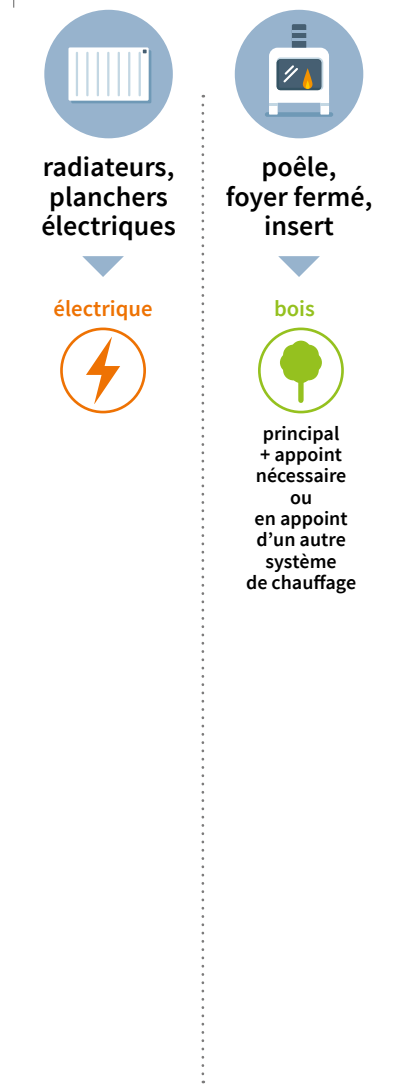 radiateurs,
planchers
électriques
électrique
poêle,
foyer fermé,
insert
bois
principal
+ appoint
nécessaire
ou
en appoint
d'un autre
système
de chauffage